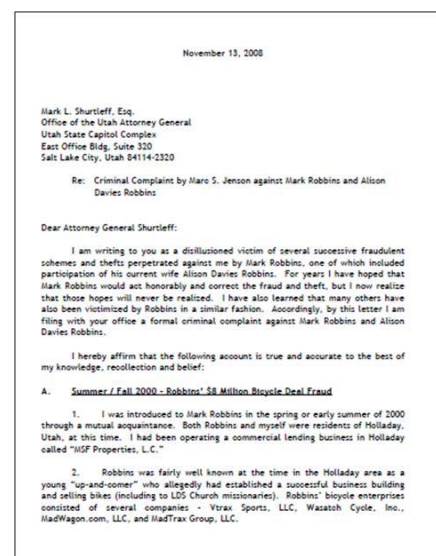 November 13, 2008
Mark L. Shurtleff, Esq.
Office of the Utah Attorney General
Utah State Capitol Complex
East Office Bldg, Suite 320
Salt Lake City, Utah 84114-2320
Re: Criminal Complaint by Marc S. Jenson against Mark Robbins and Alison
Davies Robbins
Dear Attorney General Shurtleff:
I am writing to you as a disillusioned victim of several successive fraudulent
schemes and thefts perpetrated against me by Mark Robbins, one of which included
participation of his current wife Alison Davies Robbins. For years I have hoped that
Mark Robbins would act honorably and correct the fraud and theft, but I now realize
that those hopes will never be realized. I have also learned that many others have
also been victimized by Robbins in a similar fashion. Accordingly, by this letter I am
filing with your office a formal criminal complaint against Mark Robbins and Alison
Davies Robbins.
I hereby affirm that the following account is true and accurate to the best of
my knowledge, recollection and belief:
A. Summer / Fall 2000 - Robbins' $8 Million Bicycle Deal Fraud
1. I was introduced to Mark Robbins in the spring or early summer of 2000
through a mutual acquaintance. Both Robbins and myself were residents of Holladay,
Utah, at this time. I had been operating a commercial lending business in Holladay
called "MSF Properties, L.C."
2. Robbins was fairly well known at the time in the Holladay area as a
young "up-and-comer" who allegedly had established a successful business building
and selling bikes (including to LDS Church missionaries). Robbins' bicycle enterprises
consisted of several companies - Vtrax Sports, LLC, Wasatch Cycle, Inc.,
MadWagon.com, LLC, and MadTrax Group, LLC.